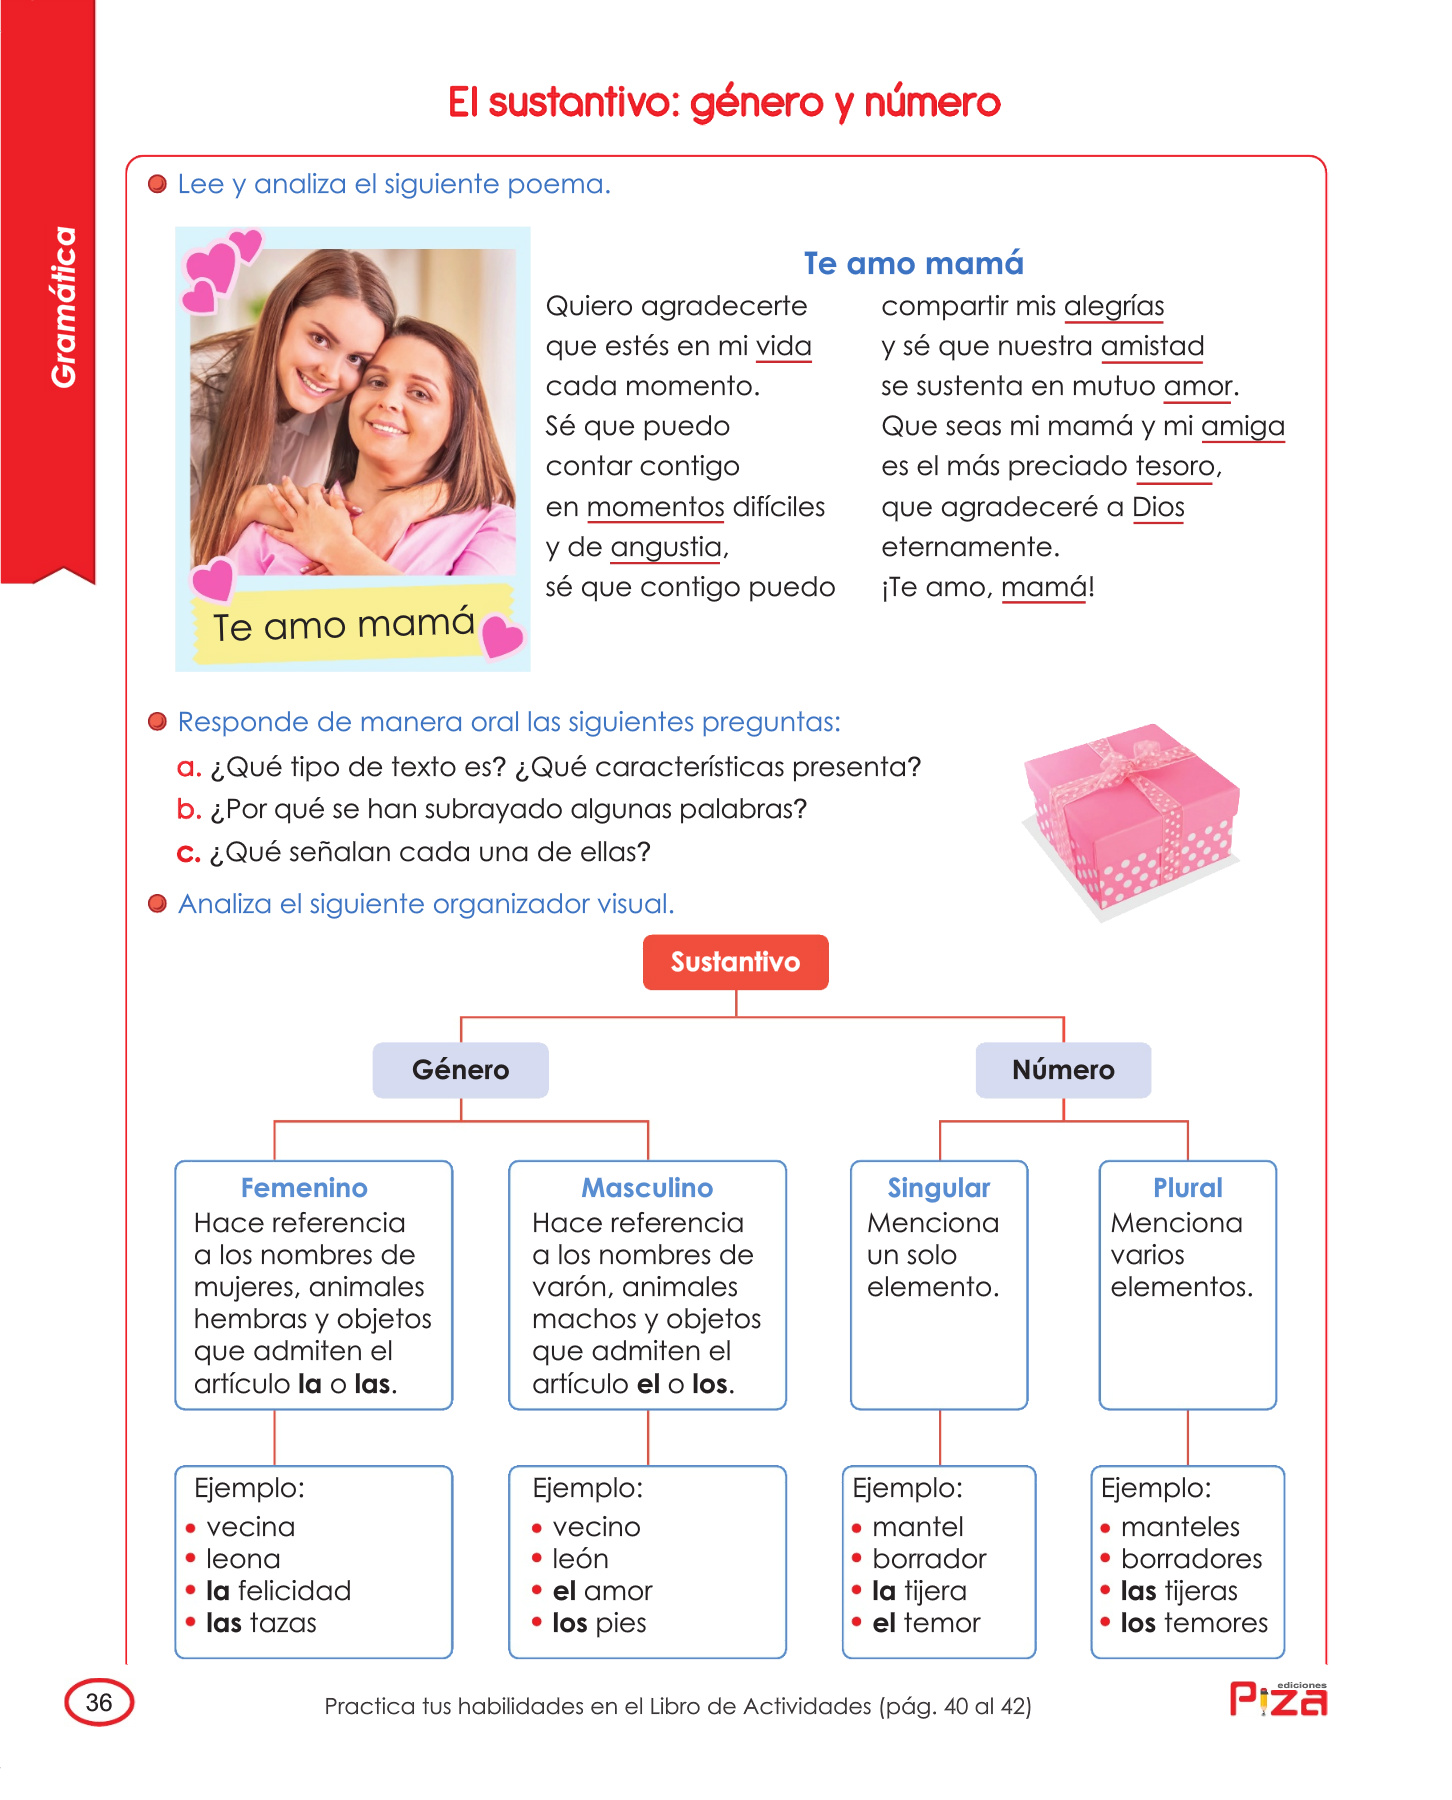 Gramática
El sustantivo: género y número
Lee y analiza el siguiente poema.
Te amo mamá
Te amo mamá
Quiero agradecerte
que estés en mi vida
cada momento.
Sé que puedo
contar contigo
en momentos difíciles
y de angustia,
sé que contigo puedo
compartir mis alegrías
y sé que nuestra amistad
se sustenta en mutuo amor.
Que seas mi mamá y mi amiga
es el más preciado tesoro,
que agradeceré a Dios
eternamente.
¡Te amo, mamá!
Responde de manera oral las siguientes preguntas:
a. ¿Qué tipo de texto es? ¿Qué características presenta?
b. ¿Por qué se han subrayado algunas palabras?
c. ¿Qué señalan cada una de ellas?
Analiza el siguiente organizador visual.
Sustantivo
Género
Número
Femenino
Hace referencia
a los nombres de
mujeres, animales
hembras y objetos
que admiten el
artículo la o las.
Masculino
Hace referencia
a los nombres de
varón, animales
machos y objetos
que admiten el
artículo el o los.
Singular
Menciona
un solo
elemento.
Plural
Menciona
varios
elementos.
Ejemplo:
• vecina
• leona
• la felicidad
• las tazas
Ejemplo:
• vecino
• león
• el amor
• los pies
Ejemplo:
• mantel
• borrador
• la tijera
• el temor
Ejemplo:
• manteles
• borradores
• las tijeras
• los temores
36
Practica tus habilidades en el Libro de Actividades (pág. 40 al 42)
ediciones
Piza